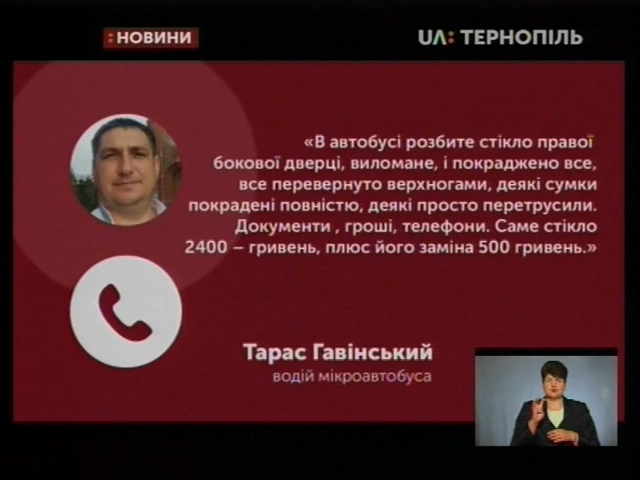 :НОВИНИ
UA: ТЕРНОПІЛЬ
«В автобусі розбите стікло правої
бокової дверці, виломане, і покраджено все,
все перевернуто верхногами, деякі сумки
покрадені повністю, деякі просто перетрусили.
Документи , гроші, телефони. Саме стікло
2400 – гривень, плюс його заміна 500 гривень.»
Тарас Гавінський
водій мікроавтобуса